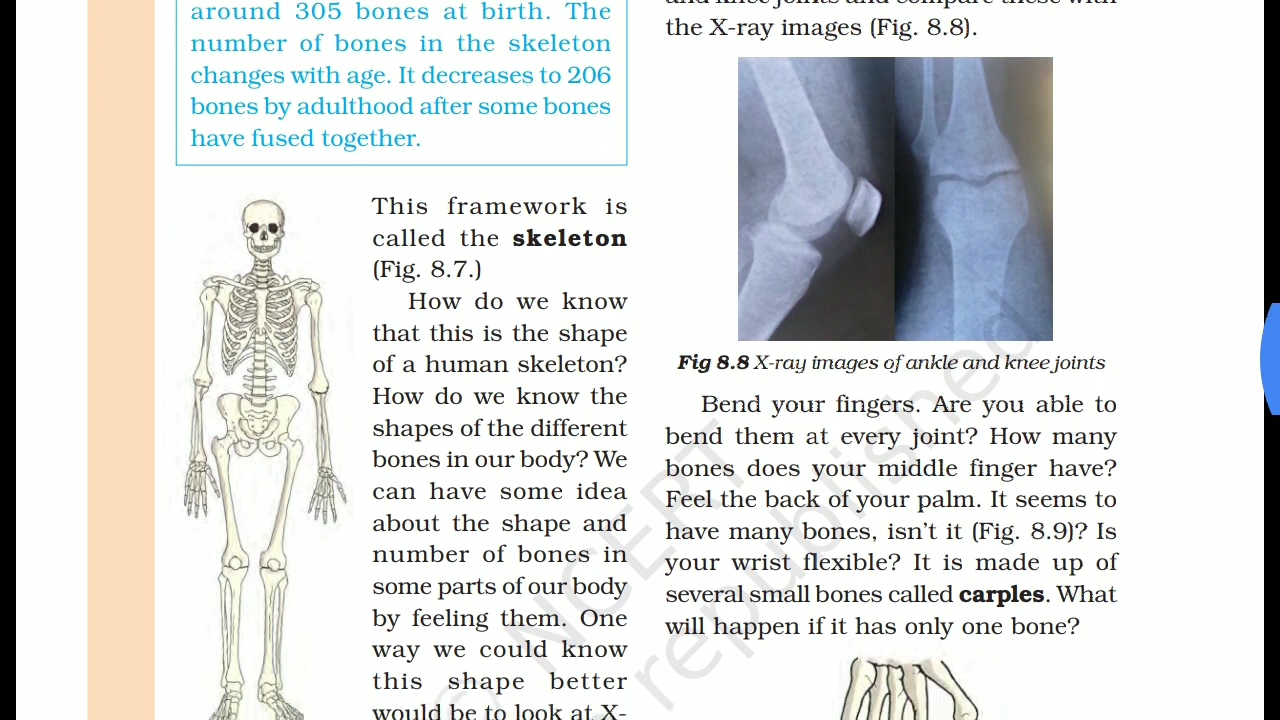 around 305 bones at birth. The
number of bones in the skeleton
changes with age. It decreases to 206
bones by adulthood after some bones
have fused together.
This framework is
called the skeleton
(Fig. 8.7.)
How do we know
that this is the shape
of a human skeleton?
How do we know the
shapes of the different
bones in our body? We
can have some idea
about the shape and
number of bones in
some parts of our body
by feeling them. One
way we could know
this shape better
would be to look at X-
and knee joints and compare these with
the X-ray images (Fig. 8.8).
Fig 8.8 X-ray images of ankle and knee joints
Bend your fingers. Are you able to
bend them at every joint? How many
bones does your middle finger have?
Feel the back of your palm. It seems to
have many bones, isn't it (Fig. 8.9)? Is
your wrist flexible? It is made up of
several small bones called carples. What
will happen if it has only one bone?
© NCERT
republished